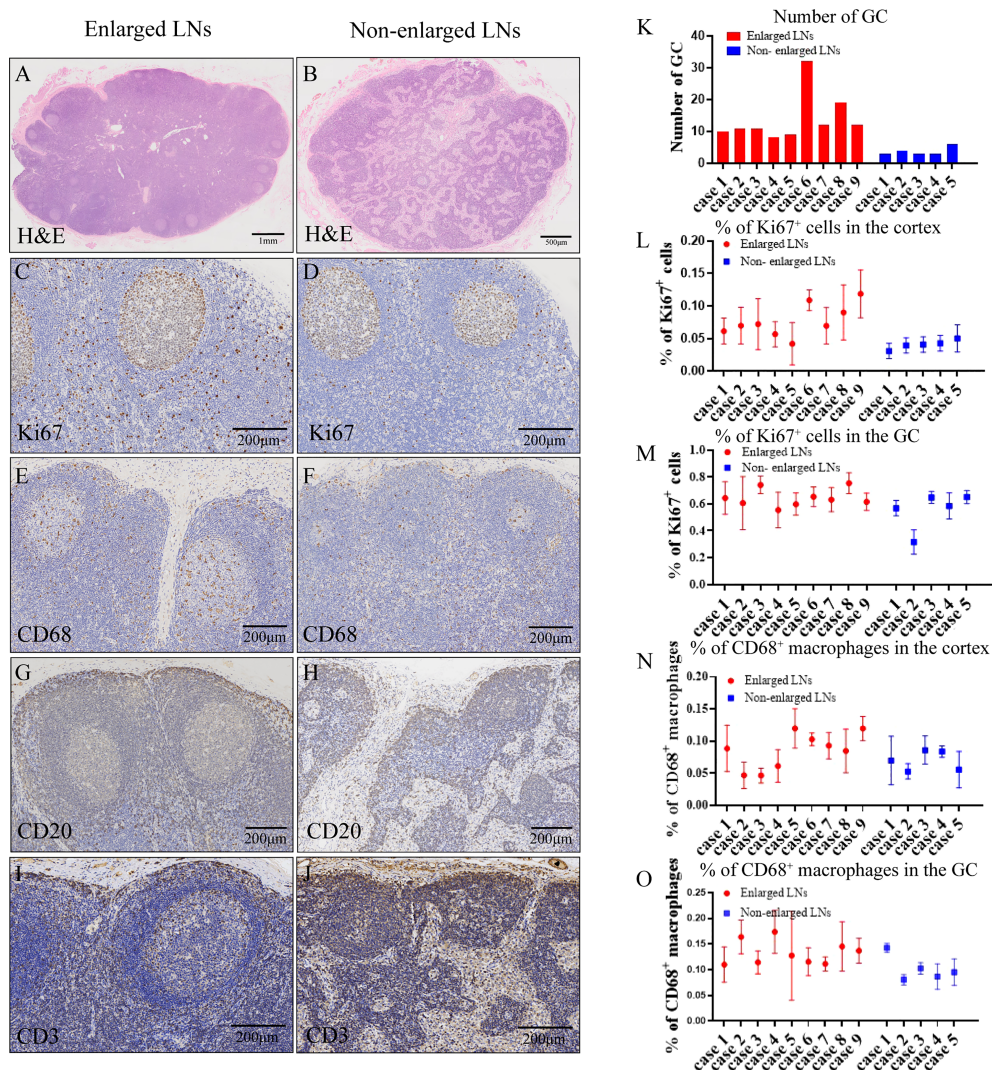 Enlarged LNs
Non-enlarged LNs
A
H&E
1mm
B
H&E
500μm
C
Ki67
200μm
D
Ki67
200μm
E
CD68
200μm
F
CD68
200μm
G
CD20
200μm
H
CD20
200μm
I
CD3
200μm
J
CD3
200μm
K
Number of GC
Enlarged LNs
Non- enlarged LNs
Number of GC
40
30
20
10
0
case 1
case 2
case 3
case 4
case 5
case 6
case 7
case 8
case 9
case 1
case 2
case 3
case 4
case 5
L
% of Ki67⁺ cells in the cortex
Enlarged LNs
Non- enlarged LNs
% of Ki67⁺ cells
0.20
0.15
0.10
0.05
0.00
case 1
case 2
case 3
case 4
case 5
case 6
case 7
case 8
case 9
case 1
case 2
case 3
case 4
case 5
M
% of Ki67⁺ cells in the GC
Enlarged LNs
Non- enlarged LNs
% of Ki67⁺ cells
1.0
0.8
0.6
0.4
0.2
0.0
case 1
case 2
case 3
case 4
case 5
case 6
case 7
case 8
case 9
case 1
case 2
case 3
case 4
case 5
N
% of CD68⁺ macrophages in the cortex
Enlarged LNs
Non-enlarged LNs
% of CD68⁺ macrophages
0.20
0.15
0.10
0.05
0.00
case 1
case 2
case 3
case 4
case 5
case 6
case 7
case 8
case 9
case 1
case 2
case 3
case 4
case 5
O
% of CD68⁺ macrophages in the GC
Enlarged LNs
Non-enlarged LNs
% of CD68⁺ macrophages
0.25
0.20
0.15
0.10
0.05
0.00
case 1
case 2
case 3
case 4
case 5
case 6
case 7
case 8
case 9
case 1
case 2
case 3
case 4
case 5